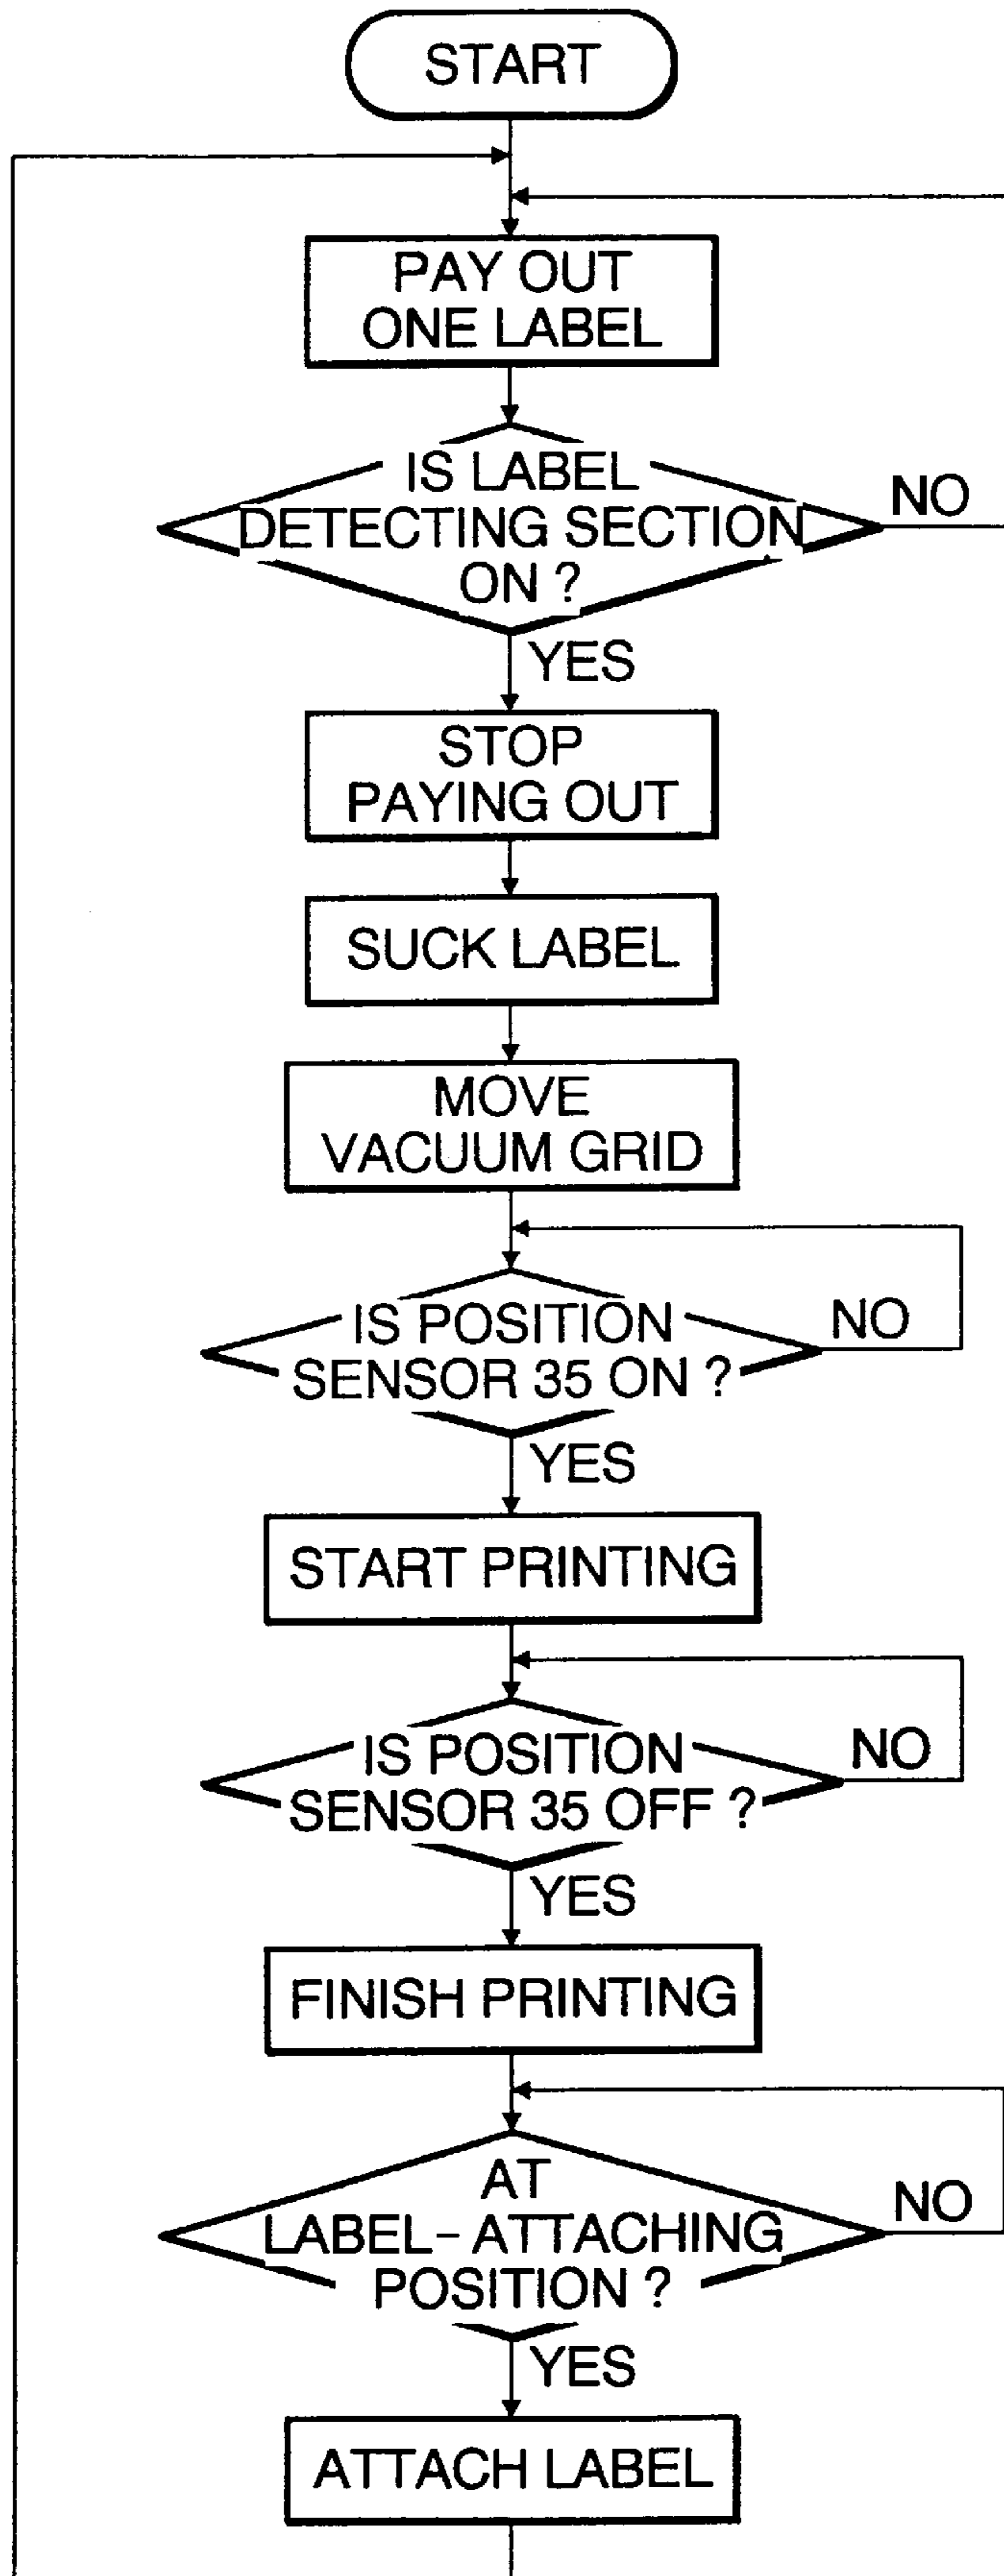 START
PAY OUT
ONE LABEL
IS LABEL
DETECTING SECTION
ON ?
NO
YES
STOP
PAYING OUT
SUCK LABEL
MOVE
VACUUM GRID
IS POSITION
SENSOR 35 ON ?
NO
YES
START PRINTING
IS POSITION
SENSOR 35 OFF ?
NO
YES
FINISH PRINTING
AT
LABEL-ATTACHING
POSITION ?
NO
YES
ATTACH LABEL